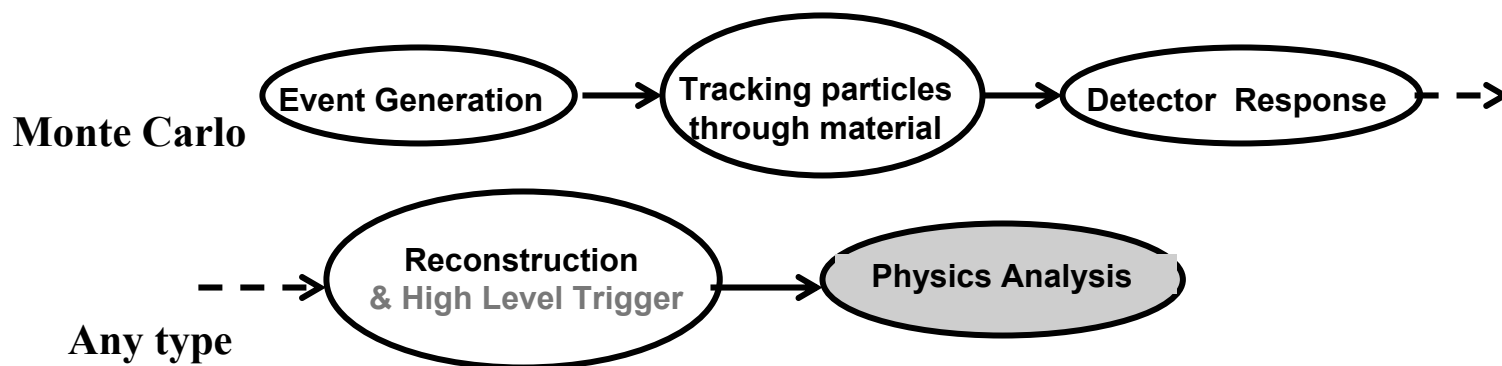 Monte Carlo
Event Generation
Tracking particles
through material
Detector Response
Any type
Reconstruction
& High Level Trigger
Physics Analysis